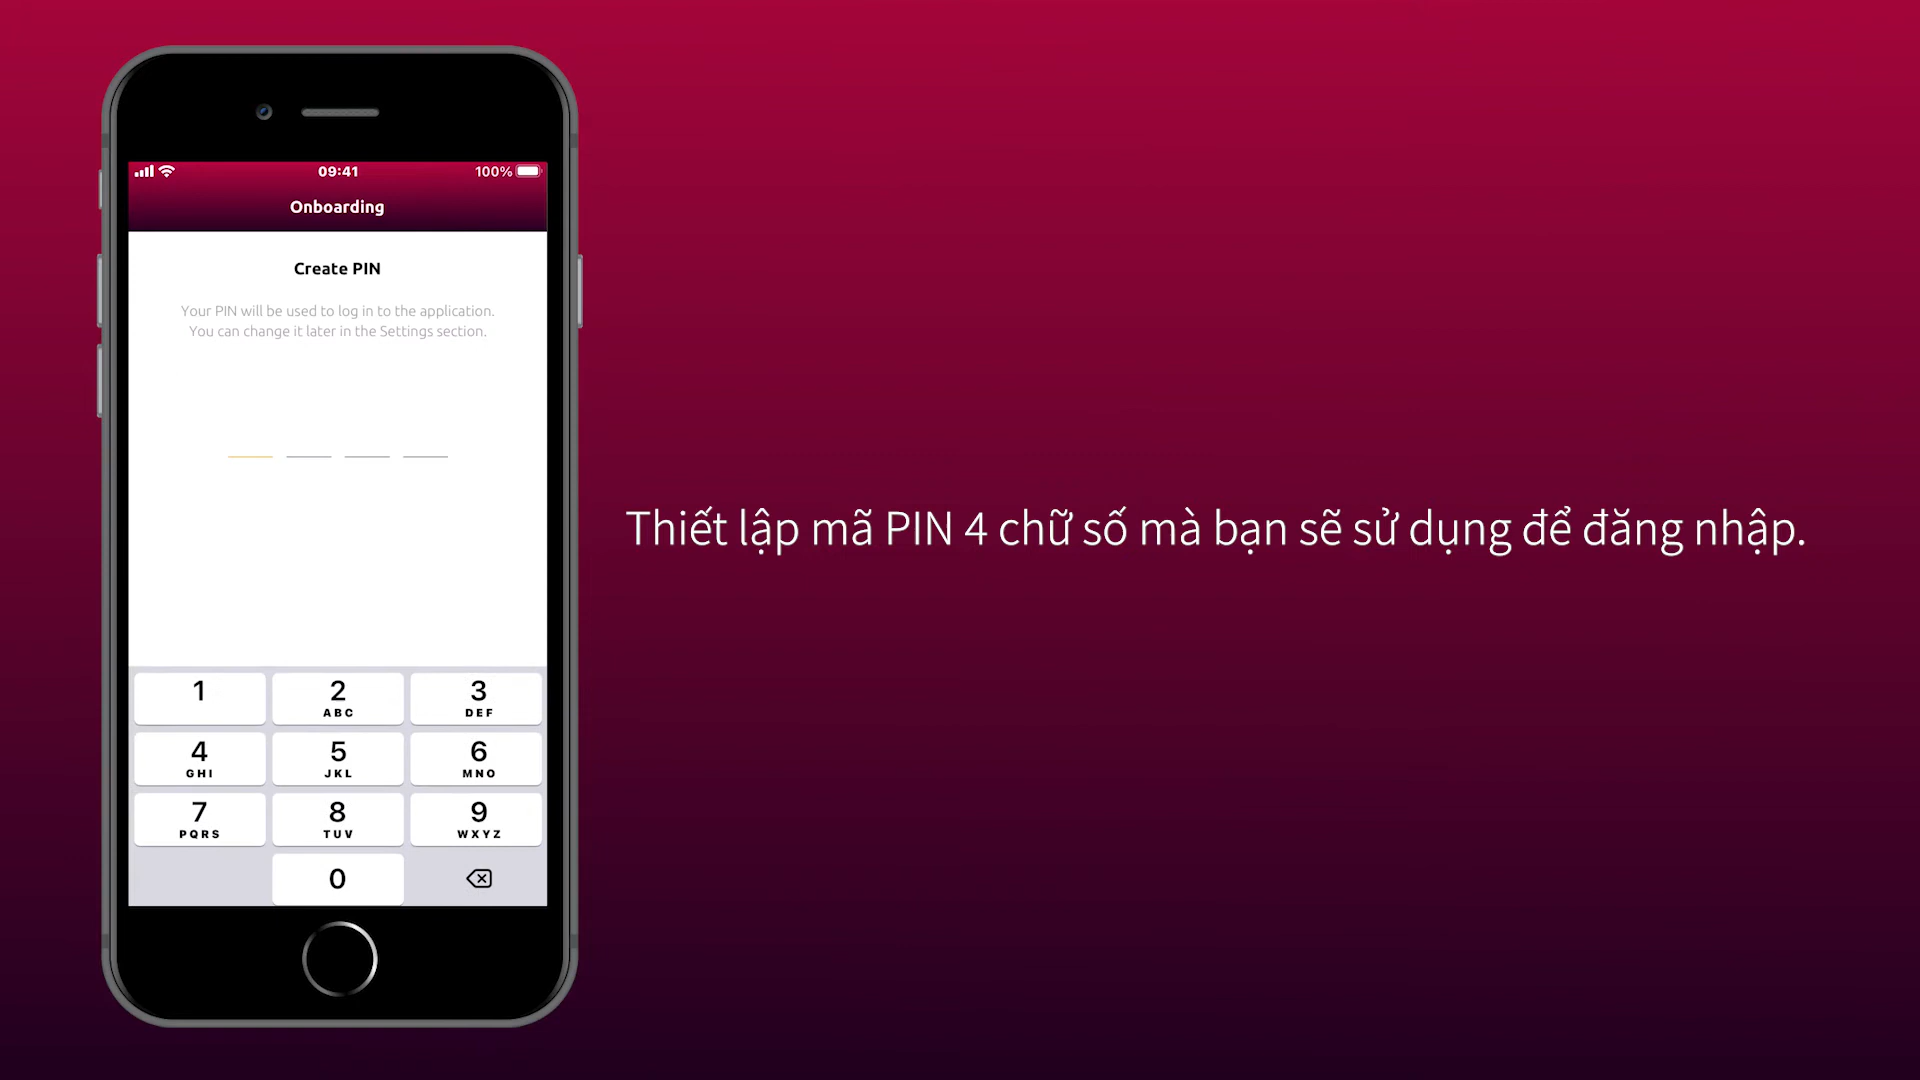 09:41
100%
Onboarding
Create PIN
Your PIN will be used to log in to the application.
You can change it later in the Settings section.
Thiết lập mã PIN 4 chữ số mà bạn sẽ sử dụng để đăng nhập.
1
2
3
ABC
DEF
4
5
6
GHI
JKL
MNO
7
8
9
PQRS
TUV
WXYZ
0